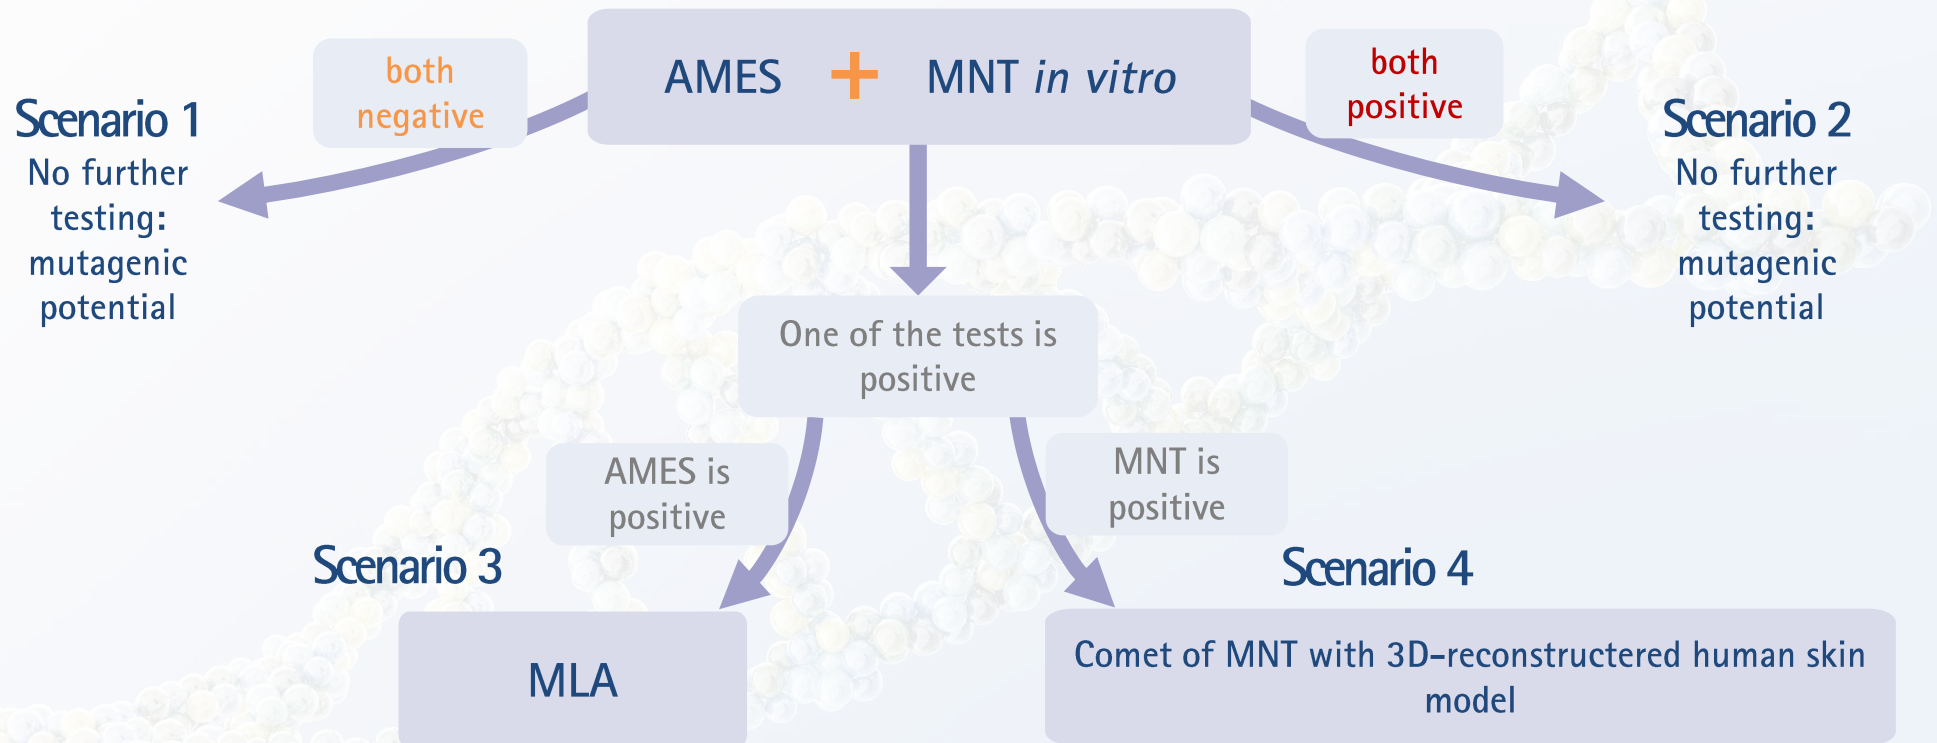 AMES + MNT in vitro
both
negative
both
positive
Scenario 1
No further
testing:
mutagenic
potential
Scenario 2
No further
testing:
mutagenic
potential
One of the tests is
positive
AMES is
positive
MNT is
positive
Scenario 3
MLA
Scenario 4
Comet of MNT with 3D-reconstructered human skin
model